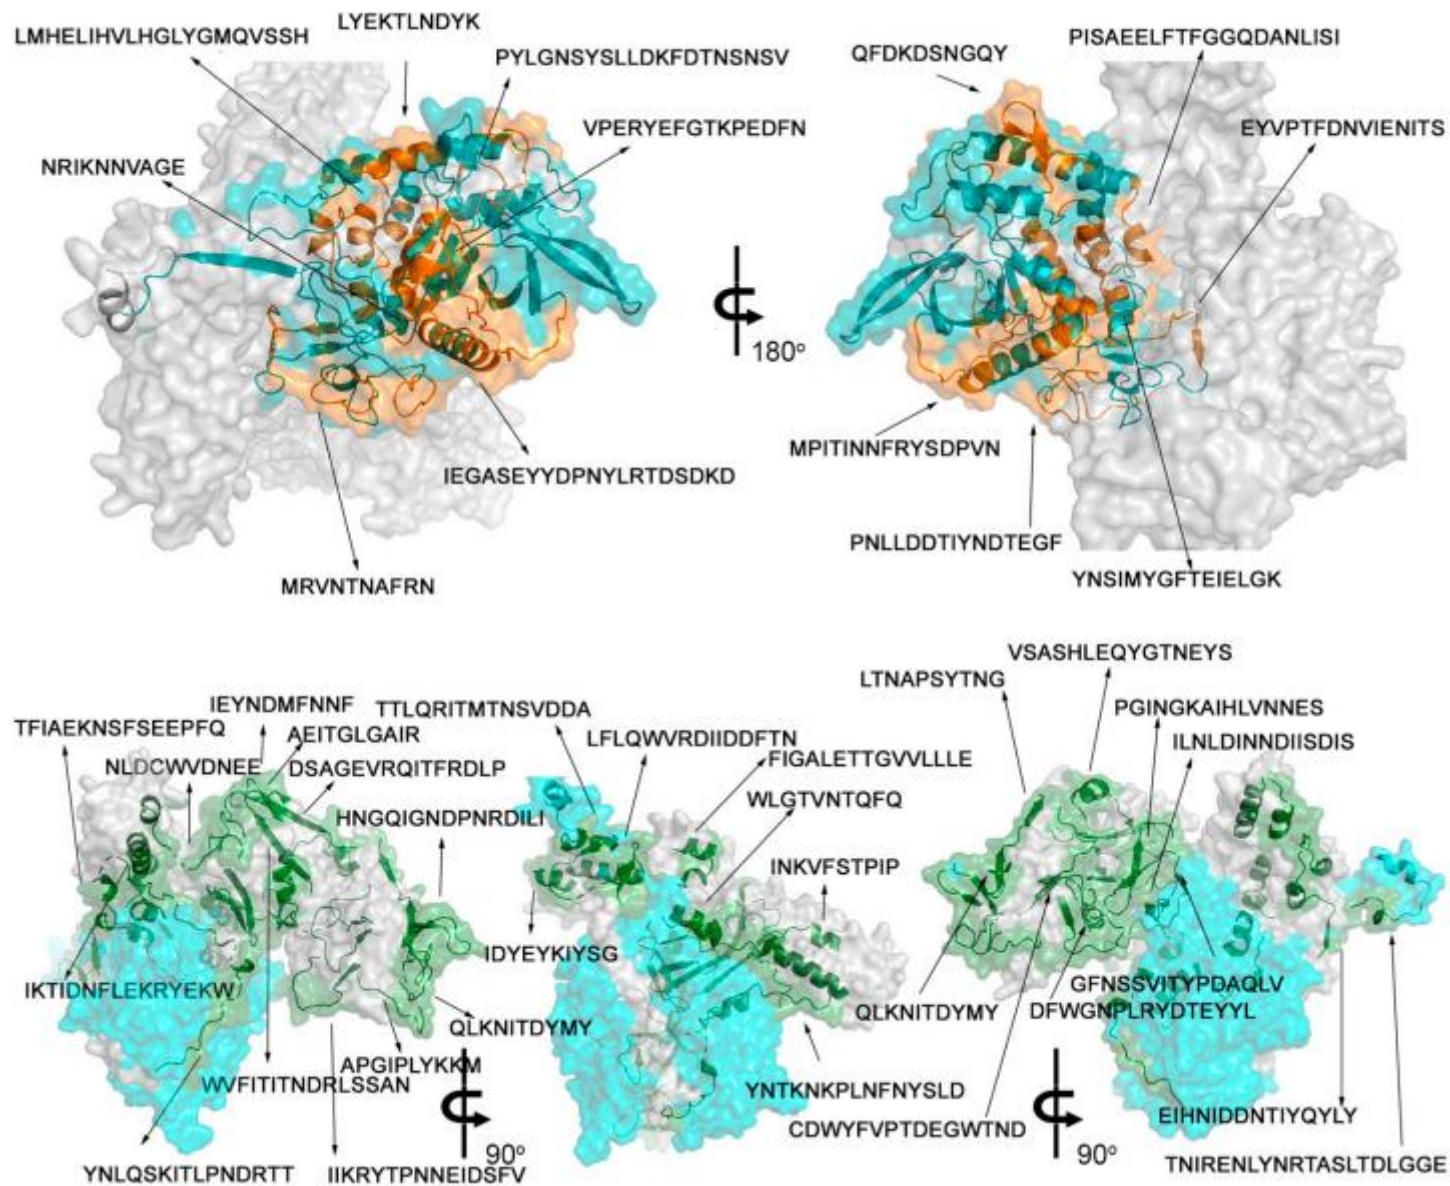 LYEKTLNDYK
LMHELIHVLHGLYGMQVSSH
PYLGNSYSLLDKFDTNSNSV
VPERYEFGTKPEDFN
NRIKNNVAGE
IEGASEYYDPNYLRTDSDKD
MRVNTNAFRN
180°
QFDKDSNGQY
PISAEELFTFGGQDANLISI
EYVPTFDNVIENITS
MPITINNFRYSDPVN
PNLLDDTIYNDTEGF
YNSIMYGFTEIELGK
IEYNDMFNNF
TFIAEKNSFSEEPFQ
AEITGLGAIR
NLDCWVDNEE
DSAGEVRQITFRDLP
HNGQIGNDPNRDILI
IKTIDNFLEKRYEKW
QLKNITDYMY
APGIPLYKKM
WVFITITNDRLSSAN
YNLQSKITLPNDRTT
IIKRYTPNNEIDSFV
90°
TTLQRITMTNSVDDA
LFLQWVRDIIDDFTN
FIGALETTGVVLLLE
WLGTVNTQFQ
INKVFSTPIP
IDYEYKIYSG
YNTKNKPLNFNYSLD
CDWYFVPTDEGWTND
90°
VSASHLEQYGTNEYS
LTNAPSYTNG
PGINGKAIHLVNNES
ILNLDINNDIISDIS
QLKNITDYMY
GFNSSVITYPDAQLV
DFWGNPLRYDTEYYL
EIHNIDDNTIYQYLY
TNIRENLYNRTASLTDLGGE